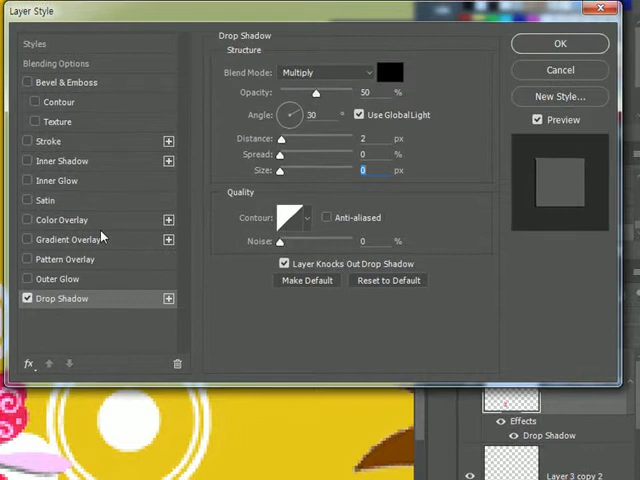 Layer Style
Styles
Blending Options
Bevel & Emboss
Contour
Texture
Stroke
Inner Shadow
Inner Glow
Satin
Color Overlay
Gradient Overlay
Pattern Overlay
Outer Glow
Drop Shadow
fx
Drop Shadow
Structure
Blend Mode: Multiply
Opacity: 50 %
Angle: 30 ° Use Global Light
Distance: 2 px
Spread: 0 %
Size: 0 px
Quality
Contour: Anti-aliased
Noise: 0 %
Layer Knocks Out Drop Shadow
Make Default Reset to Default
OK
Cancel
New Style...
Preview
Effects
Drop Shadow
Layer 3 copy 2